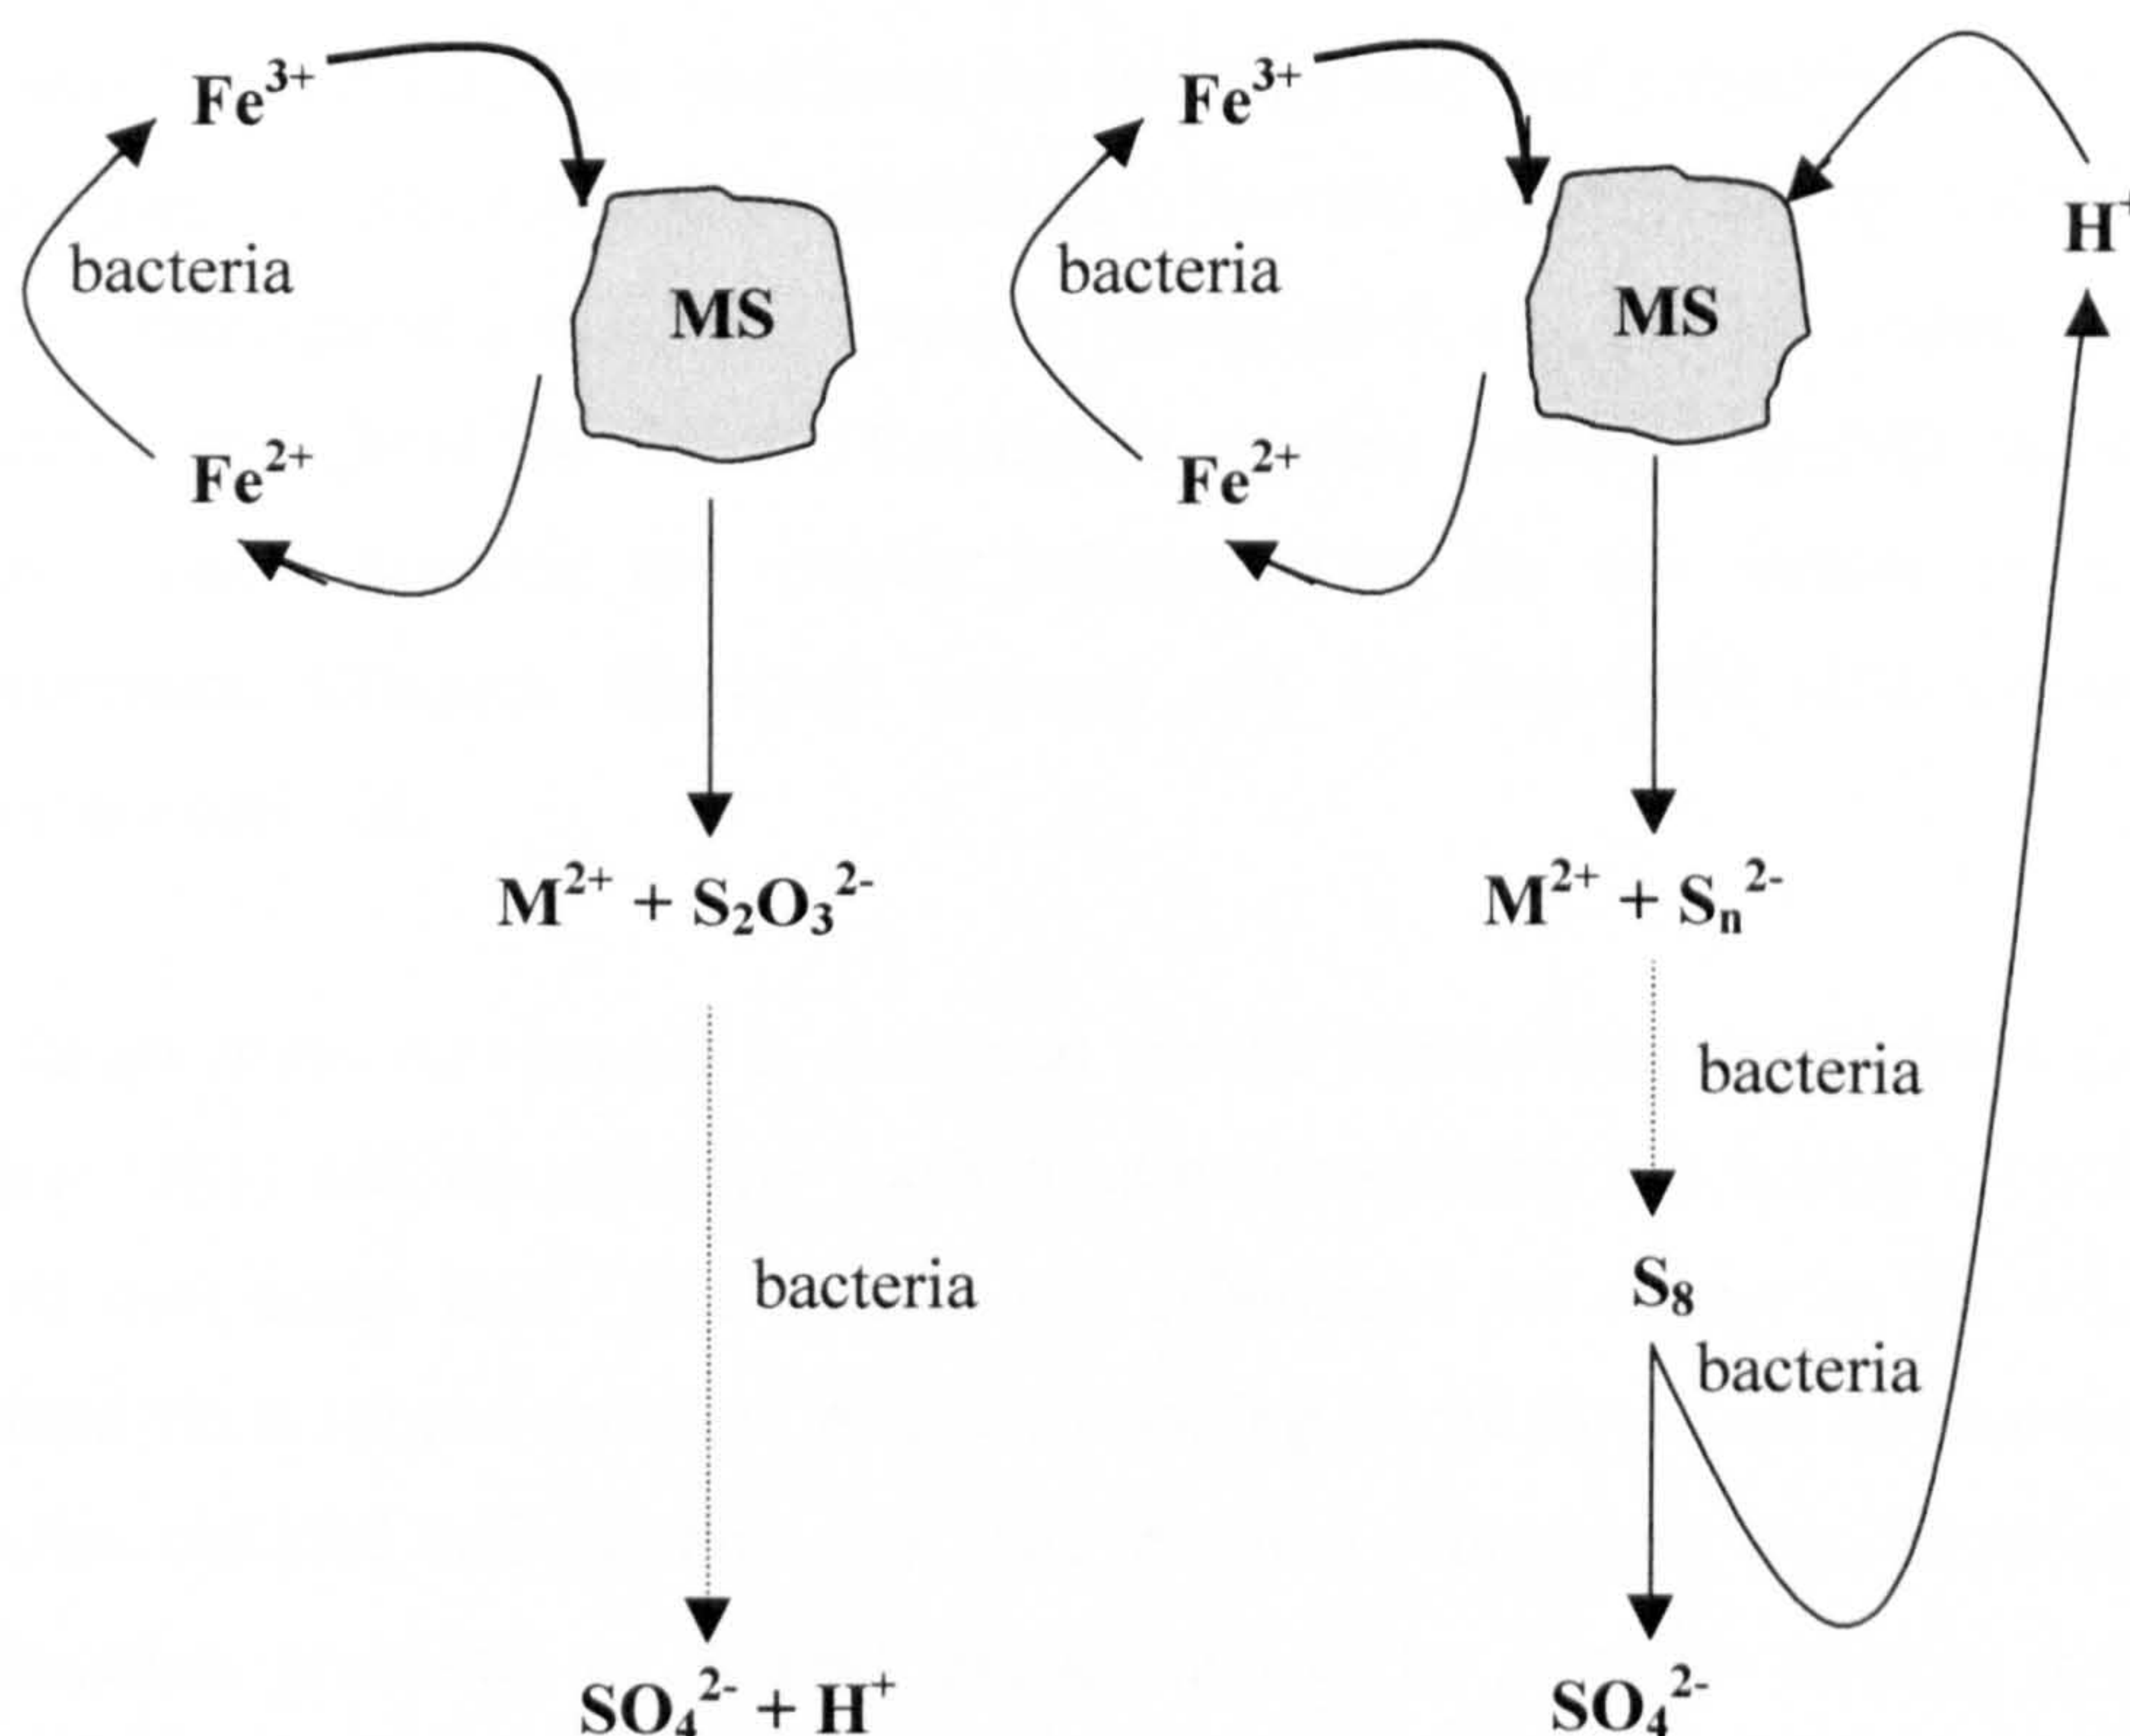 Fe³⁺
bacteria
MS
Fe²⁺
M²⁺ + S₂O₃²⁻
bacteria
SO₄²⁻ + H⁺
Fe³⁺
H⁺
bacteria
MS
Fe²⁺
M²⁺ + Sₙ²⁻
bacteria
S₈
bacteria
SO₄²⁻